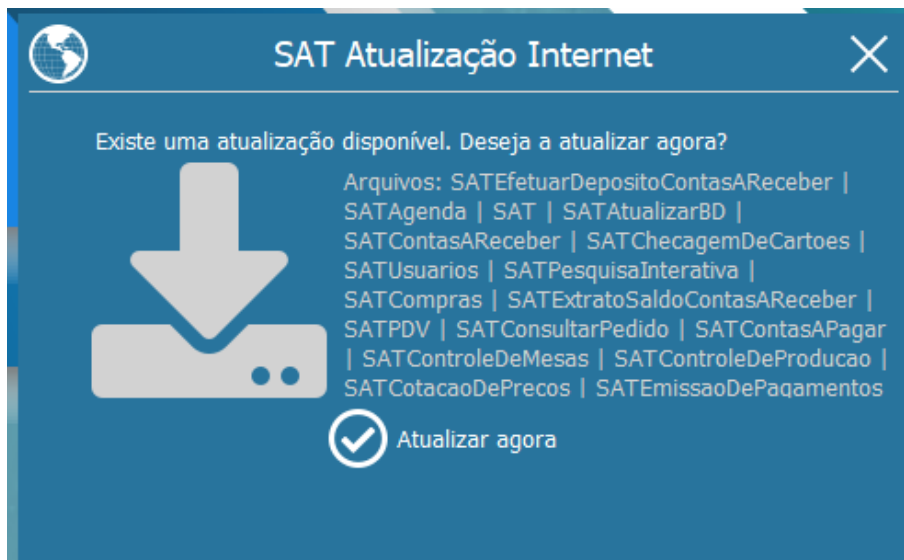 SAT Atualização Internet
Existe uma atualização disponível. Deseja a atualizar agora?
Arquivos: SATEfetuarDepositoContasAReceber |
SATAgenda | SAT | SATAtualizarBD |
SATContasAReceber | SATChecagemDeCartoes |
SATUsuarios | SATPesquisaInterativa |
SATCompras | SATExtratoSaldoContasAReceber |
SATPDV | SATConsultarPedido | SATContasAPagar
| SATControleDeMesas | SATControleDeProducao |
SATCotacaoDePrecos | SATEmissaoDePagamentos
Atualizar agora